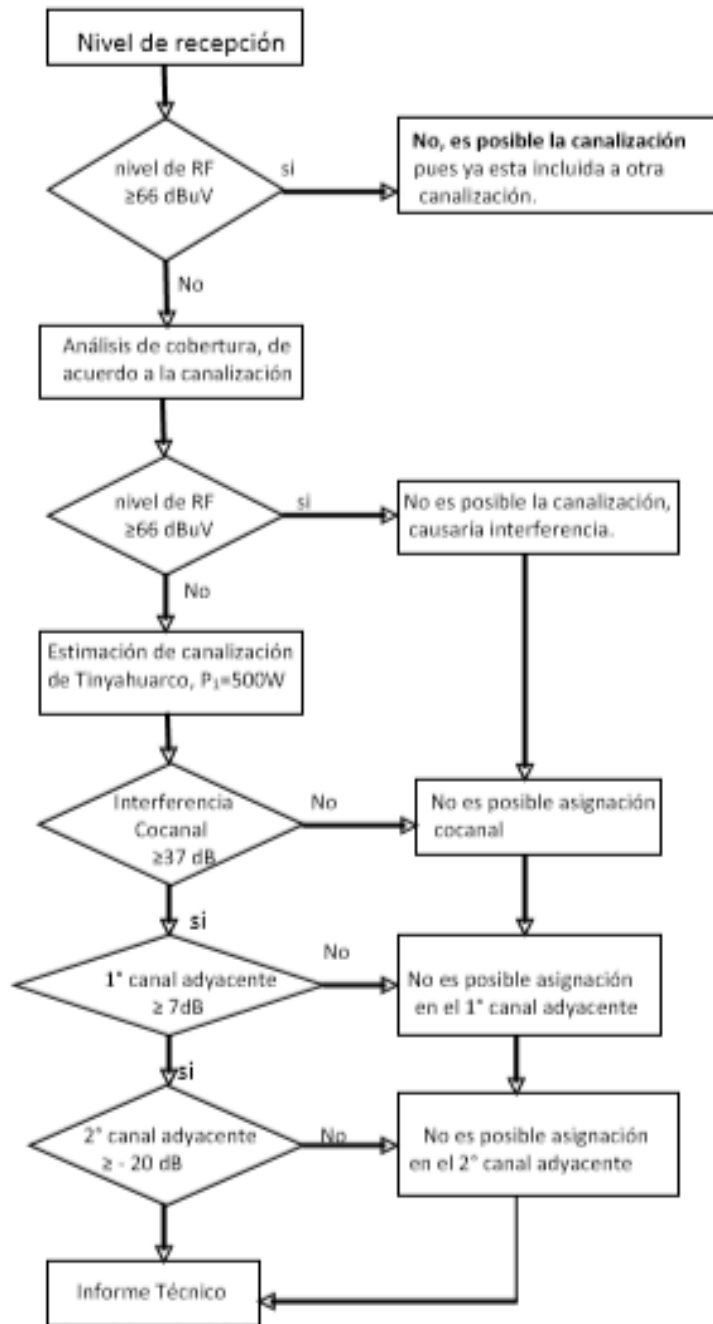 Nivel de recepción
nivel de RF
≥66 dBuV
si
No, es posible la canalización
pues ya esta incluida a otra
canalización.
No
Análisis de cobertura, de
acuerdo a la canalización
nivel de RF
≥66 dBuV
si
No es posible la canalización,
causaría interferencia.
No
Estimación de canalización
de Tinyahuarco, P₁=500W
Interferencia
Cocanal
≥37 dB
No
No es posible asignación
cocanal
si
1° canal adyacente
≥ 7dB
No
No es posible asignación
en el 1° canal adyacente
si
2° canal adyacente
≥ - 20 dB
No
No es posible asignación
en el 2° canal adyacente
Informe Técnico